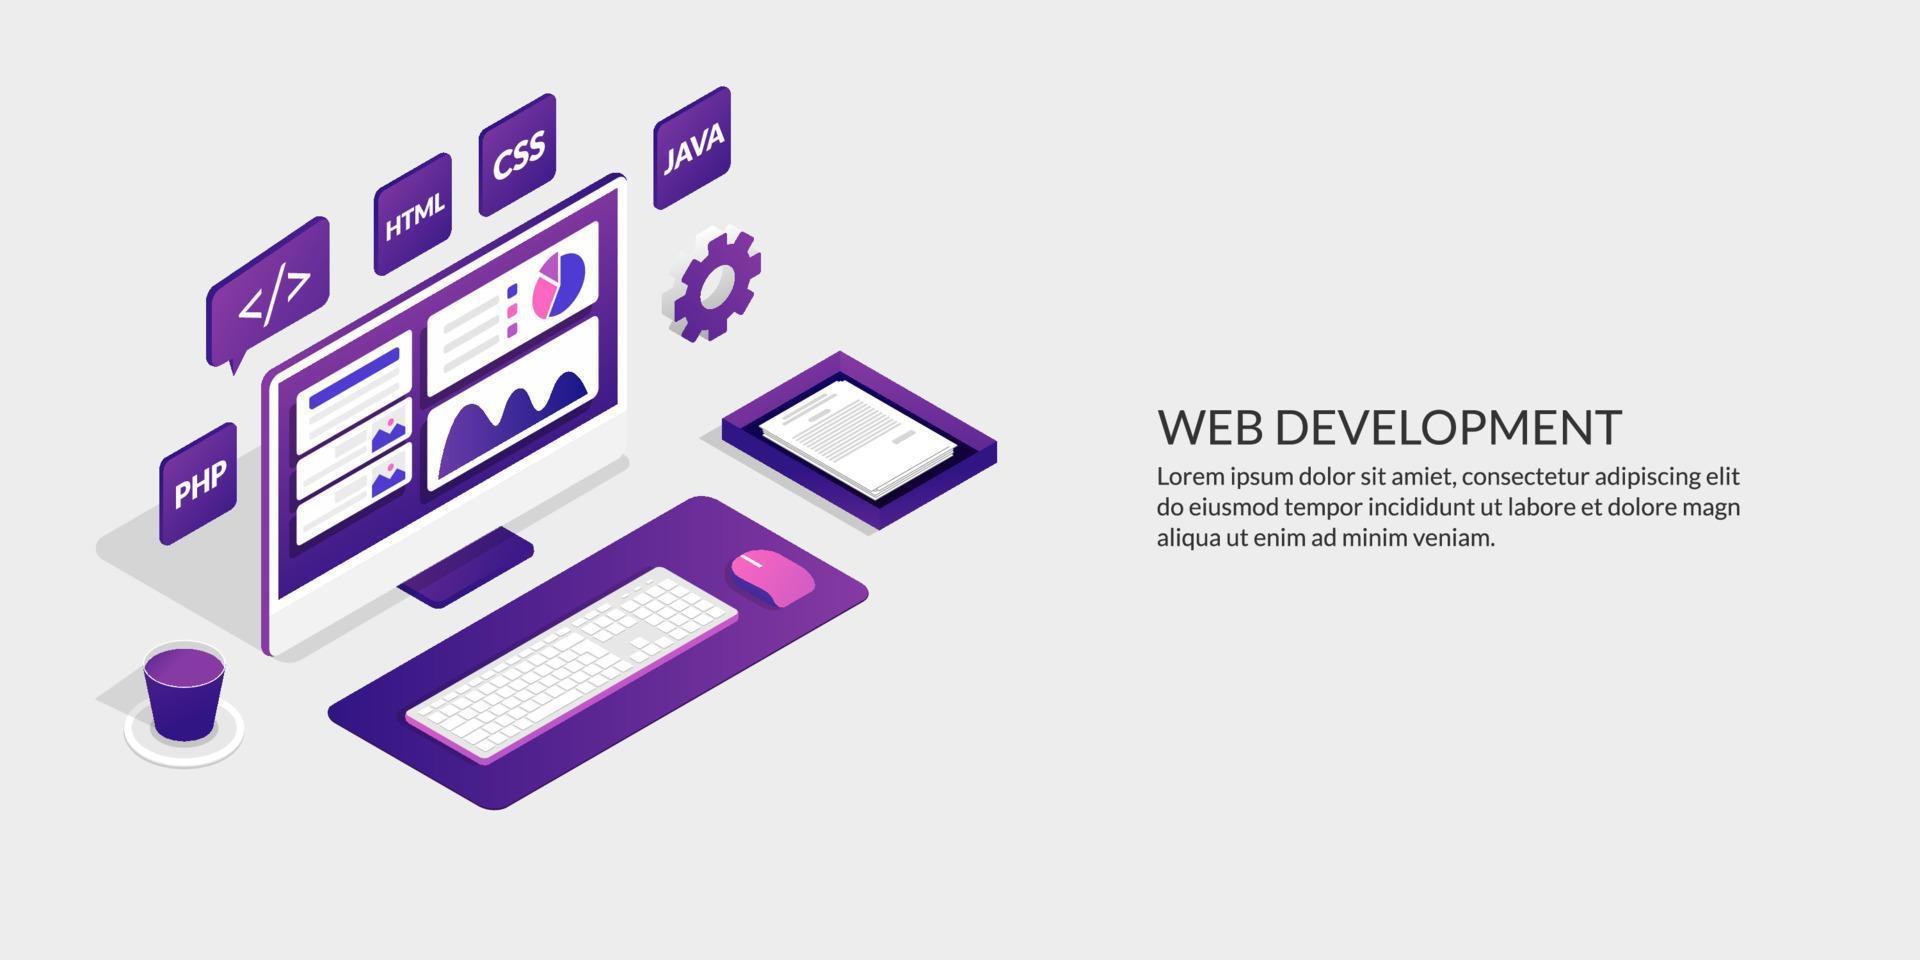 CSS
JAVA
HTML
</>
PHP
WEB DEVELOPMENT
Lorem ipsum dolor sit amiet, consectetur adipiscing elit
do eiusmod tempor incididunt ut labore et dolore magn
aliqua ut enim ad minim veniam.